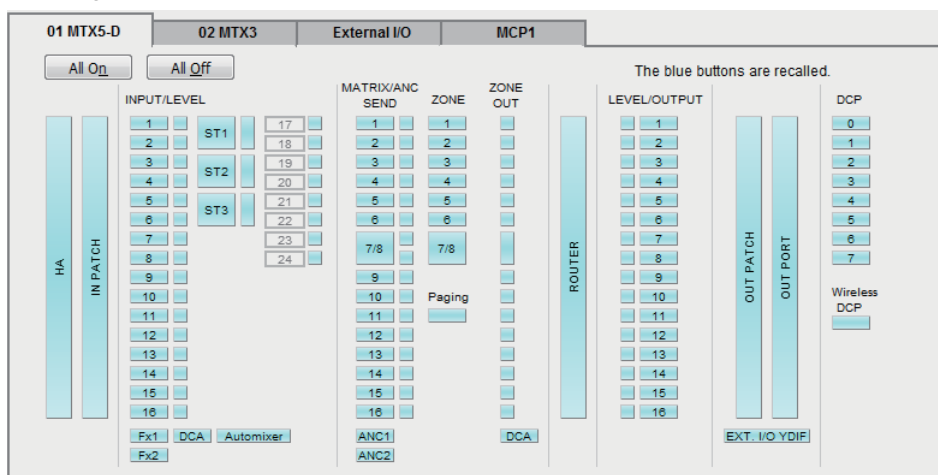 01 MTX5-D 02 MTX3 External I/O MCP1
All On All Off The blue buttons are recalled.
INPUT/LEVEL MATRIX/ANC SEND ZONE ZONE OUT LEVEL/OUTPUT DCP
1 ST1 17 1 1 1 0
2 18 2 2 2 1
3 ST2 19 3 3 3 2
4 20 4 4 4 3
5 ST3 21 5 5 5 4
6 22 6 6 6 5
7 23 7/8 7/8 7 6
8 24 8 7
9 9 9
10 10 Paging 10 Wireless DCP
11 11 11
12 12 12
13 13 13
14 14 14
15 15 15
16 16 16
HA IN PATCH ROUTER OUT PATCH OUT PORT
Fx1 DCA Automixer ANC1 DCA EXT. I/O YDIF
Fx2 ANC2